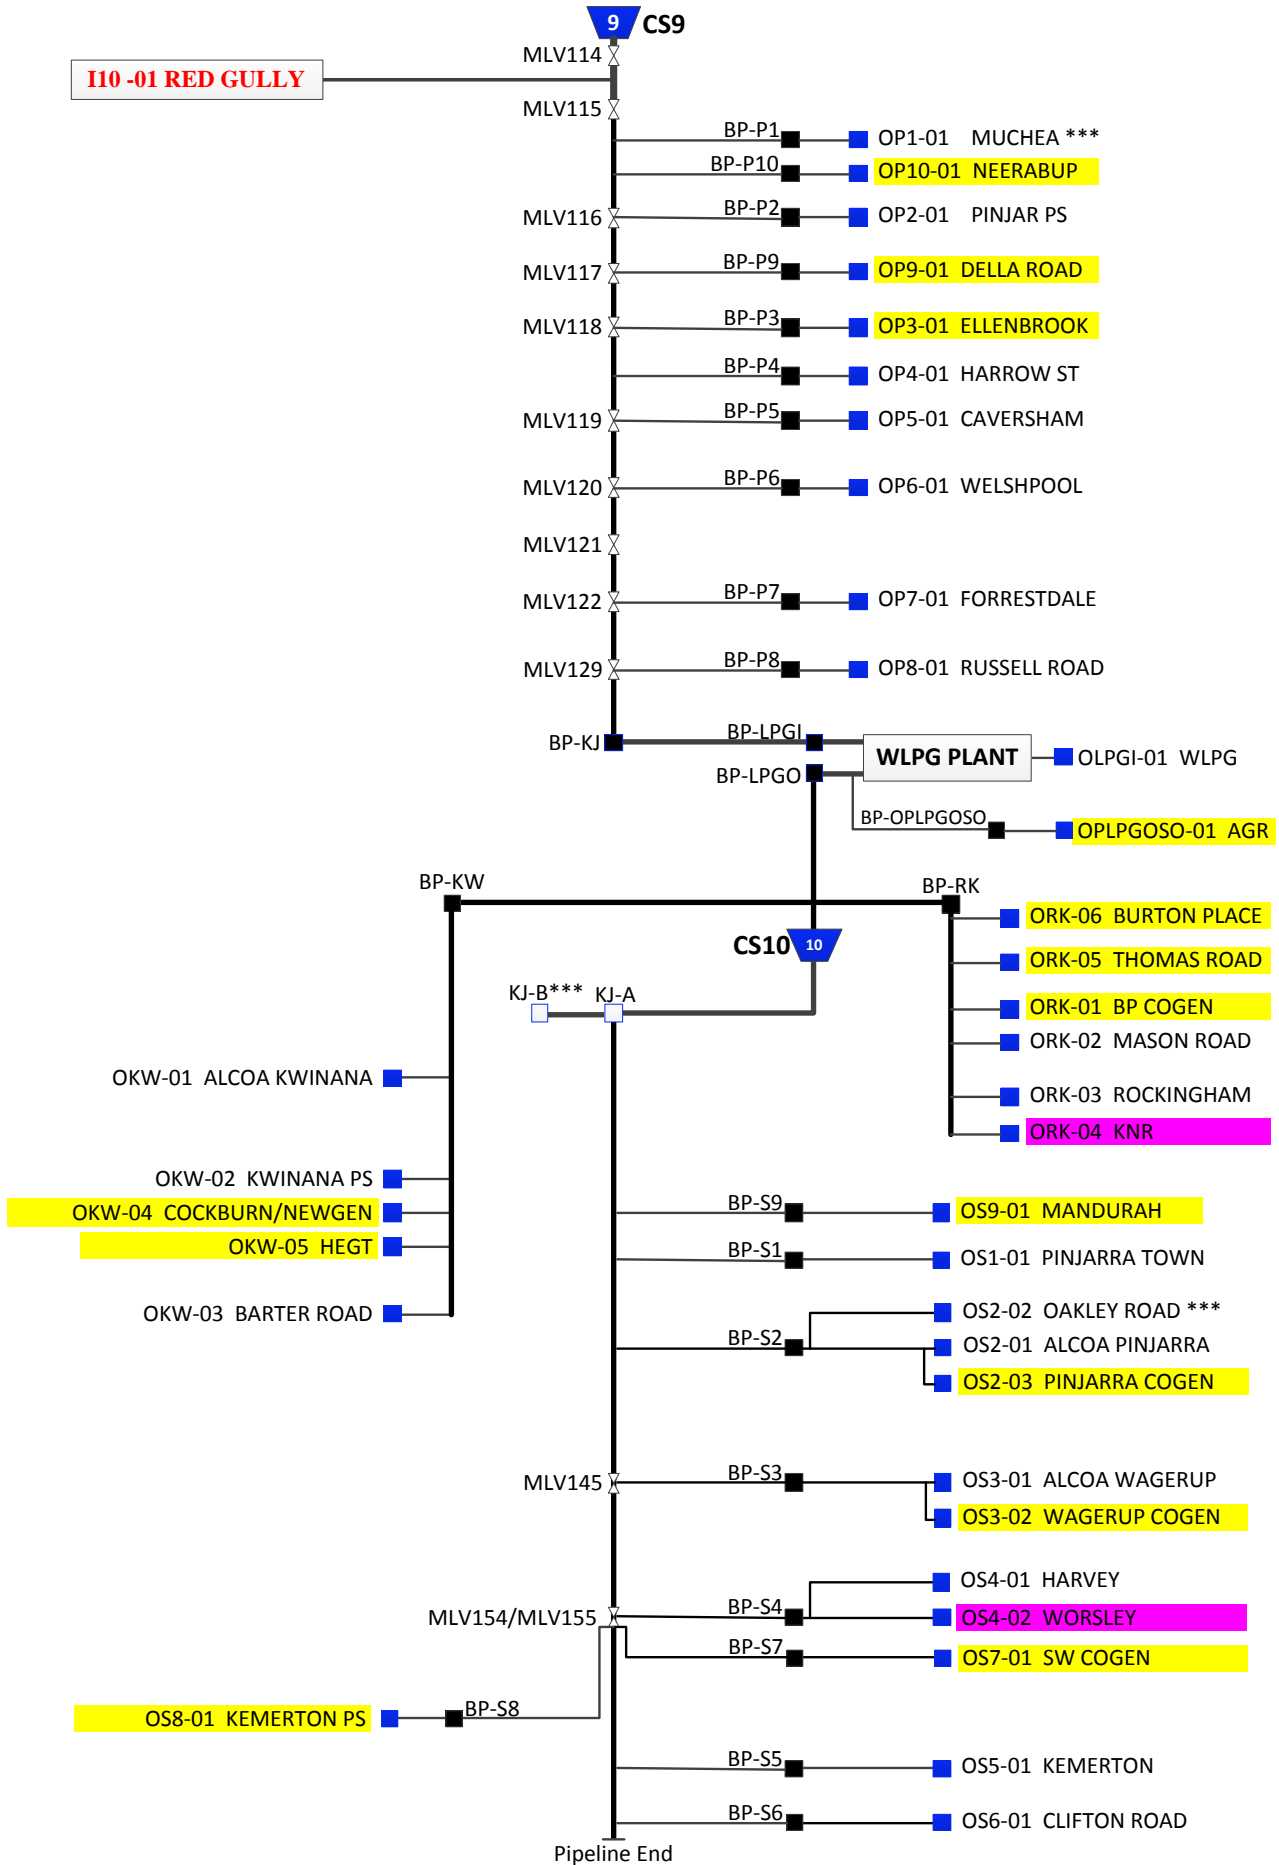 9 CS9
MLV114
I10 -01 RED GULLY
MLV115
BP-P1 OP1-01 MUCHEA ***
BP-P10 OP10-01 NEERABUP
MLV116 BP-P2 OP2-01 PINJAR PS
MLV117 BP-P9 OP9-01 DELLA ROAD
MLV118 BP-P3 OP3-01 ELLENBROOK
BP-P4 OP4-01 HARROW ST
MLV119 BP-P5 OP5-01 CAVERSHAM
MLV120 BP-P6 OP6-01 WELSHPOOL
MLV121
MLV122 BP-P7 OP7-01 FORRESTDALE
MLV129 BP-P8 OP8-01 RUSSELL ROAD
BP-KJ BP-LPGI
WLPG PLANT OLPGI-01 WLPG
BP-LPGO
BP-OPLPGOSO OPLPGOSO-01 AGR
BP-KW BP-RK
ORK-06 BURTON PLACE
CS10 10
ORK-05 THOMAS ROAD
KJ-B*** KJ-A
ORK-01 BP COGEN
ORK-02 MASON ROAD
OKW-01 ALCOA KWINANA
ORK-03 ROCKINGHAM
ORK-04 KNR
OKW-02 KWINANA PS
OKW-04 COCKBURN/NEWGEN
BP-S9 OS9-01 MANDURAH
OKW-05 HEGT
BP-S1 OS1-01 PINJARRA TOWN
OKW-03 BARTER ROAD
OS2-02 OAKLEY ROAD ***
BP-S2 OS2-01 ALCOA PINJARRA
OS2-03 PINJARRA COGEN
MLV145 BP-S3 OS3-01 ALCOA WAGERUP
OS3-02 WAGERUP COGEN
OS4-01 HARVEY
MLV154/MLV155 BP-S4 OS4-02 WORSLEY
BP-S7 OS7-01 SW COGEN
OS8-01 KEMERTON PS BP-S8
BP-S5 OS5-01 KEMERTON
BP-S6 OS6-01 CLIFTON ROAD
Pipeline End